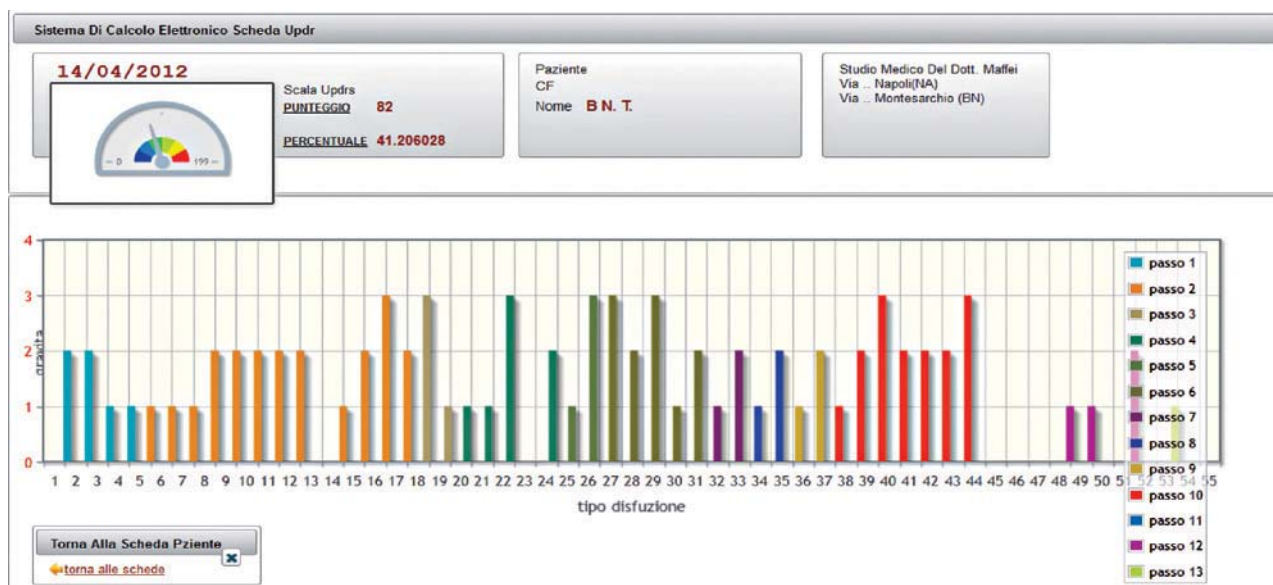 Sistema Di Calcolo Elettronico Scheda Updr
14/04/2012
0
199
Scala Updrs
PUNTEGGIO 82
PERCENTUALE 41.206028
Paziente
CF
Nome B N. T.
Studio Medico Del Dott. Maffei
Via .. Napoli(NA)
Via .. Montesarchio (BN)
4
3
2
1
0
gravita
passo 1
passo 2
passo 3
passo 4
passo 5
passo 6
passo 7
passo 8
passo 9
passo 10
passo 11
passo 12
passo 13
1 2 3 4 5 6 7 8 9 10 11 12 13 14 15 16 17 18 19 20 21 22 23 24 25 26 27 28 29 30 31 32 33 34 35 36 37 38 39 40 41 42 43 44 45 46 47 48 49 50 51 52 53 54 55
tipo disfuzione
Torna Alla Scheda Pziente
torna alle schede